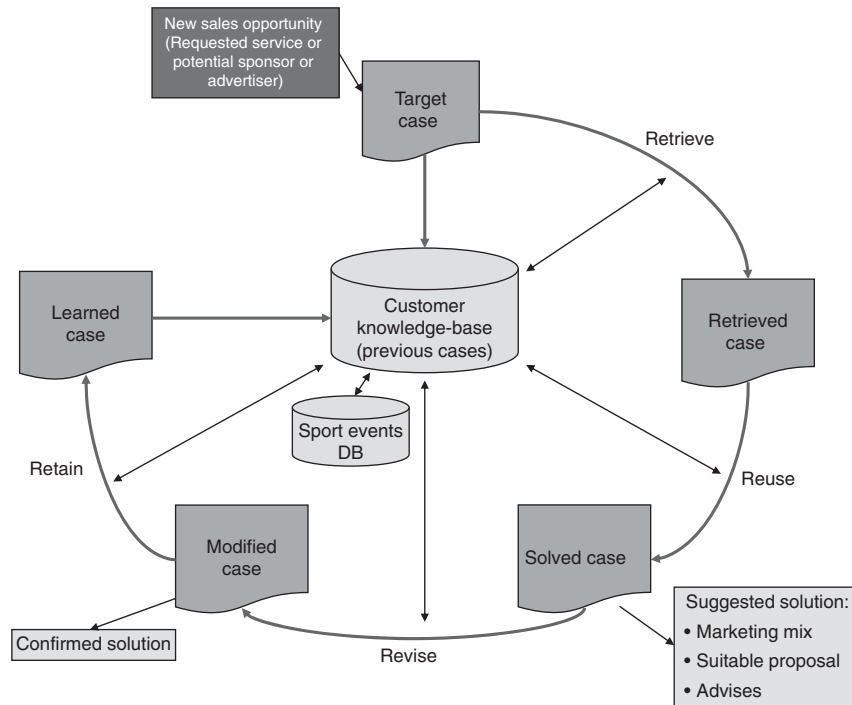 New sales opportunity
(Requested service or
potential sponsor or
advertiser)
Target
case
Retrieve
Learned
case
Customer
knowledge-base
(previous cases)
Retrieved
case
Sport events
DB
Retain
Reuse
Modified
case
Solved case
Suggested solution:
• Marketing mix
• Suitable proposal
• Advises
Confirmed solution
Revise